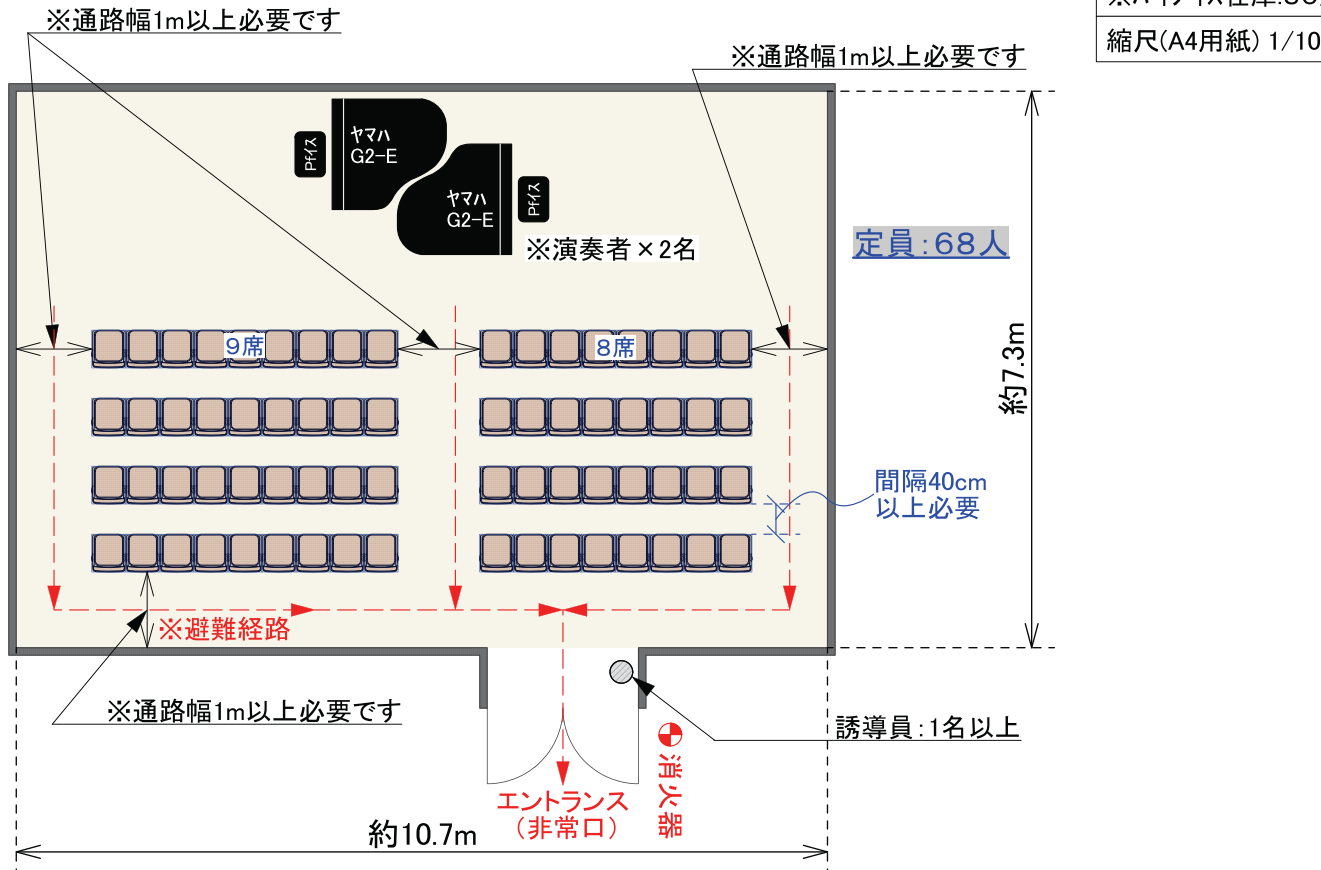 ※通路幅1m以上必要です
縮尺(A4用紙) 1/10
※通路幅1m以上必要です
Pfイス
ヤマハ
G2-E
ヤマハ
G2-E
Pfイス
※演奏者×2名
定員:68人
9席
8席
約7.3m
間隔40cm
以上必要
※避難経路
※通路幅1m以上必要です
誘導員:1名以上
消火器
エントランス
(非常口)
約10.7m